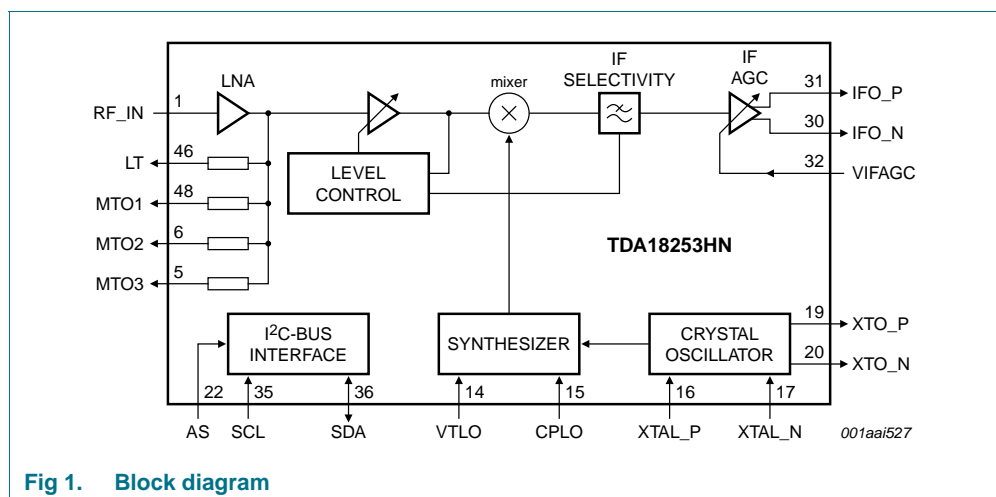 LNA
mixer
IF
SELECTIVITY
IF
AGC
RF_IN
1
31
IFO_P
30
IFO_N
LT
46
32
VIFAGC
LEVEL
CONTROL
MTO1
48
MTO2
6
TDA18253HN
MTO3
5
I2C-BUS
INTERFACE
SYNTHESIZER
CRYSTAL
OSCILLATOR
19
XTO_P
20
XTO_N
22
35
36
14
15
16
17
AS
SCL
SDA
VTLO
CPLO
XTAL_P
XTAL_N
001aai527
Fig 1. Block diagram